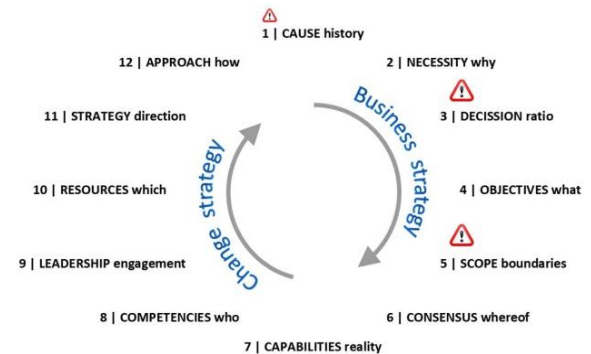 1 | CAUSE history
2 | NECESSITY why
3 | DECISSION ratio
4 | OBJECTIVES what
5 | SCOPE boundaries
6 | CONSENSUS whereof
7 | CAPABILITIES reality
8 | COMPETENCIES who
9 | LEADERSHIP engagement
10 | RESOURCES which
11 | STRATEGY direction
12 | APPROACH how
Business strategy
Change strategy